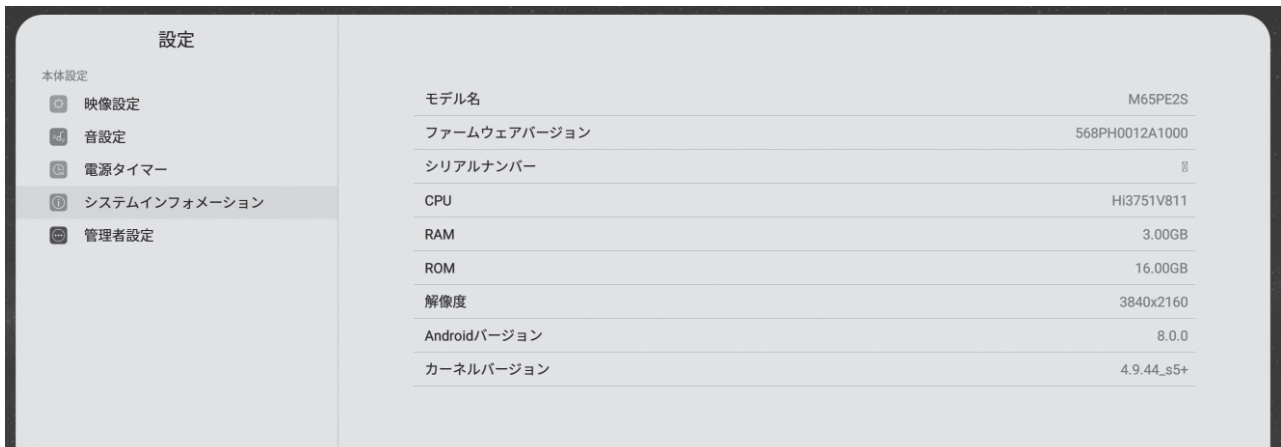 設定
本体設定
映像設定
音設定
電源タイマー
システムインフォメーション
管理者設定
モデル名 M65PE2S
ファームウェアバージョン 568PH0012A1000
シリアルナンバー
CPU Hi3751V811
RAM 3.00GB
ROM 16.00GB
解像度 3840x2160
Androidバージョン 8.0.0
カーネルバージョン 4.9.44_s5+